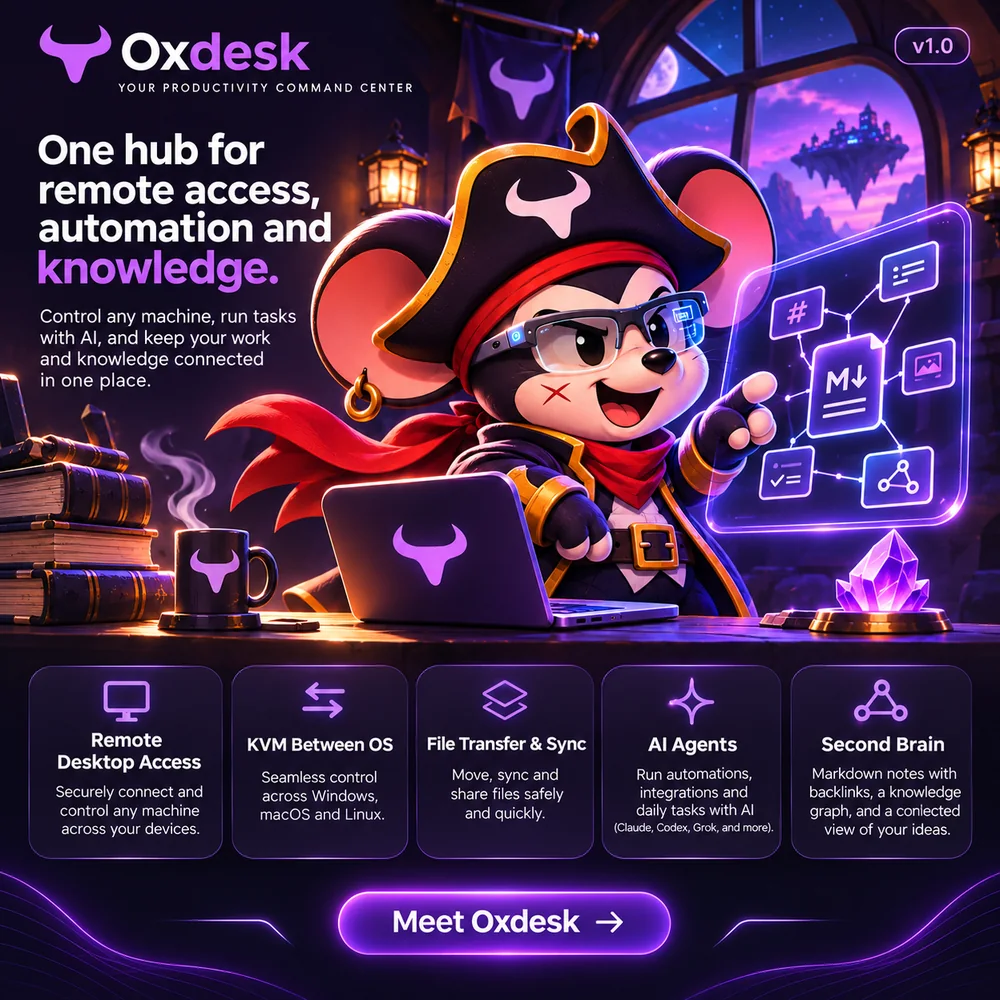 Oxdesk
YOUR PRODUCTIVITY COMMAND CENTER
v1.0
One hub for
remote access,
automation and
knowledge.
Control any machine, run tasks
with AI, and keep your work
and knowledge connected
in one place.
#
M↓
Remote
Desktop Access
Securely connect and
control any machine
across your devices.
KVM Between OS
Seamless control
across Windows,
macOS and Linux.
File Transfer & Sync
Move, sync and
share files safely
and quickly.
AI Agents
Run automations,
integrations and
daily tasks with AI
(Claude, Codex, Grok, and more).
Second Brain
Markdown notes with
backlinks, a knowledge
graph, and a coniected
view of your ideas.
Meet Oxdesk →